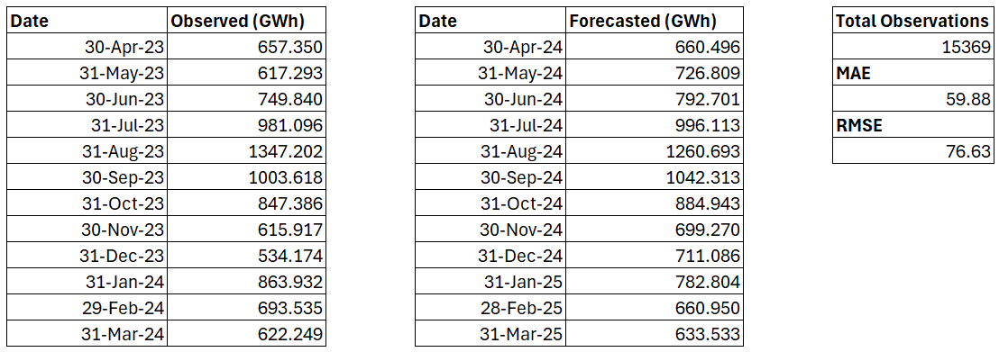 Date Observed (GWh)
30-Apr-23 657.350
31-May-23 617.293
30-Jun-23 749.840
31-Jul-23 981.096
31-Aug-23 1347.202
30-Sep-23 1003.618
31-Oct-23 847.386
30-Nov-23 615.917
31-Dec-23 534.174
31-Jan-24 863.932
29-Feb-24 693.535
31-Mar-24 622.249
Date Forecasted (GWh)
30-Apr-24 660.496
31-May-24 726.809
30-Jun-24 792.701
31-Jul-24 996.113
31-Aug-24 1260.693
30-Sep-24 1042.313
31-Oct-24 884.943
30-Nov-24 699.270
31-Dec-24 711.086
31-Jan-25 782.804
28-Feb-25 660.950
31-Mar-25 633.533
Total Observations
15369
MAE
59.88
RMSE
76.63